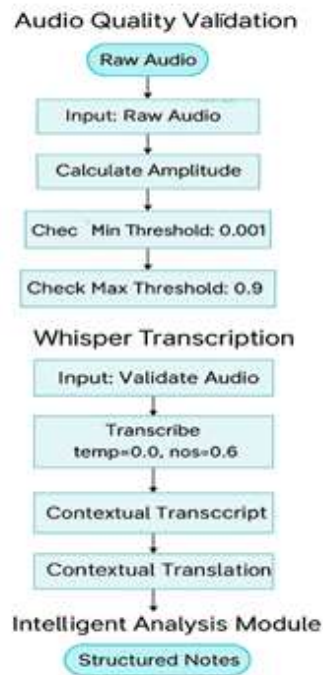 Audio Quality Validation
Raw Audio
Input: Raw Audio
Calculate Amplitude
Chec Min Threshold: 0.001
Check Max Threshold: 0.9
Whisper Transcription
Input: Validate Audio
Transcribe
temp=0.0, nos=0.6
Contextual Transccript
Contextual Translation
Intelligent Analysis Module
Structured Notes